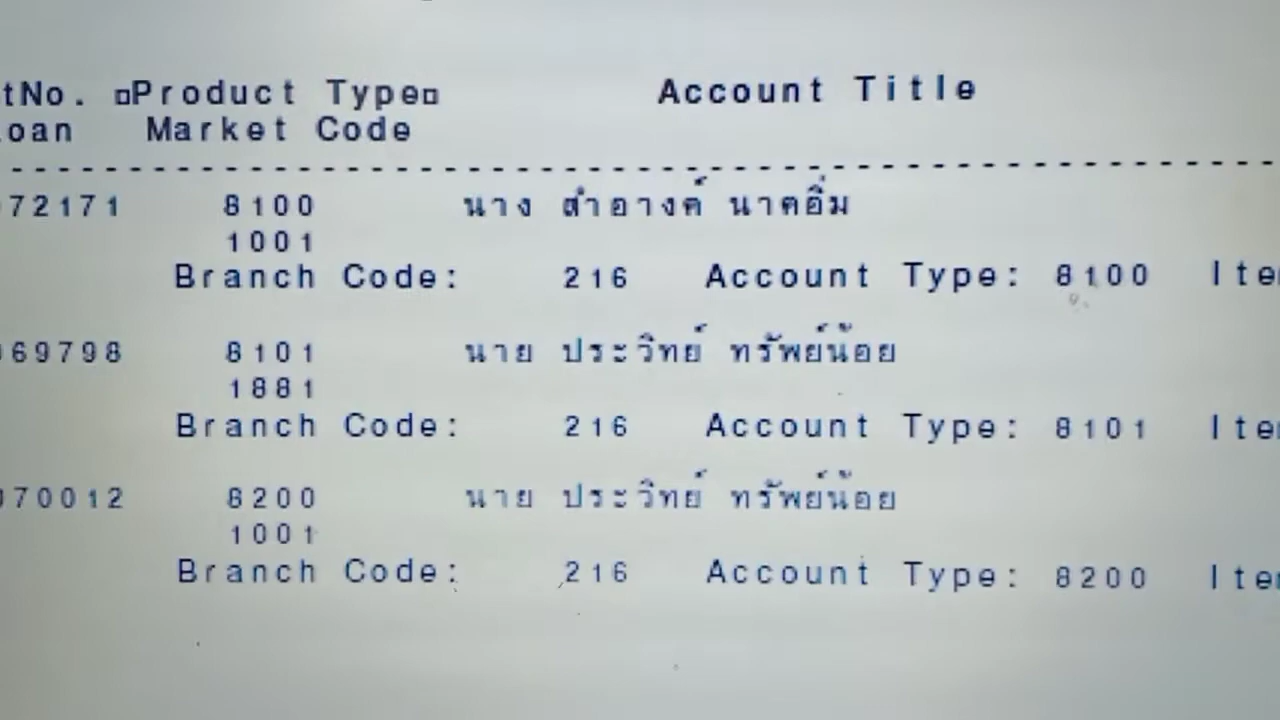 tNo. ▯Product Type▯ Account Title
oan Market Code
72171 8100 นาง สำอางค์ นาคอิ่ม
1001
Branch Code: 216 Account Type: 8100 Ite
69798 8101 นาย ประวิทย์ ทรัพย์น้อย
1881
Branch Code: 216 Account Type: 8101 Ite
70012 8200 นาย ประวิทย์ ทรัพย์น้อย
1001
Branch Code: 216 Account Type: 8200 Ite